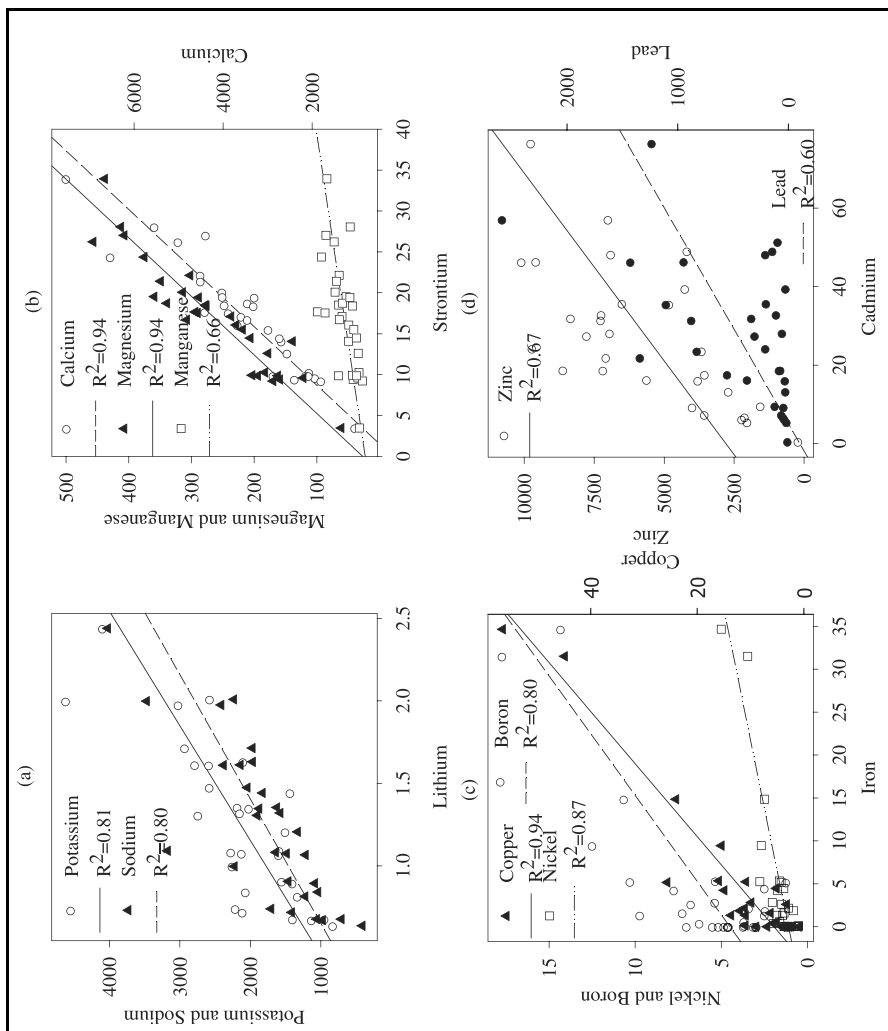 (a)
Potassium
R2=0.81
Sodium
R2=0.80
Potassium and Sodium
4000
3000
2000
1000
1.0
1.5
2.0
2.5
Lithium
(b)
Calcium
R2=0.94
Magnesium
R2=0.94
Manganese
R2=0.66
Magnesium and Manganese
500
400
300
200
100
0
5
10
15
20
25
30
35
40
Strontium
Calcium
6000
4000
2000
(c)
Copper
R2=0.94
Nickel
R2=0.87
Boron
R2=0.80
Nickel and Boron
15
10
5
0
0
5
10
15
20
25
30
35
Iron
Copper
40
20
0
(d)
Zinc
R2=0.67
Lead
R2=0.60
Zinc
10000
7500
5000
2500
0
0
20
40
60
Cadmium
Lead
2000
1000
0